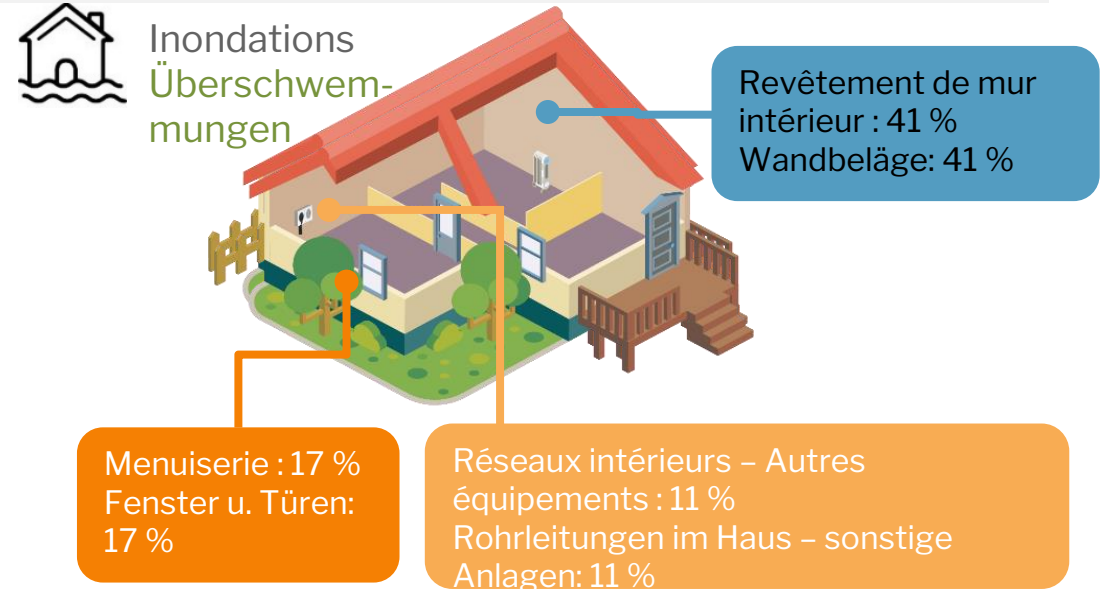 Inondations
Überschwem-
mungen
Revêtement de mur
intérieur : 41 %
Wandbeläge: 41 %
Menuiserie : 17 %
Fenster u. Türen:
17 %
Réseaux intérieurs – Autres
équipements : 11 %
Rohrleitungen im Haus – sonstige
Anlagen: 11 %